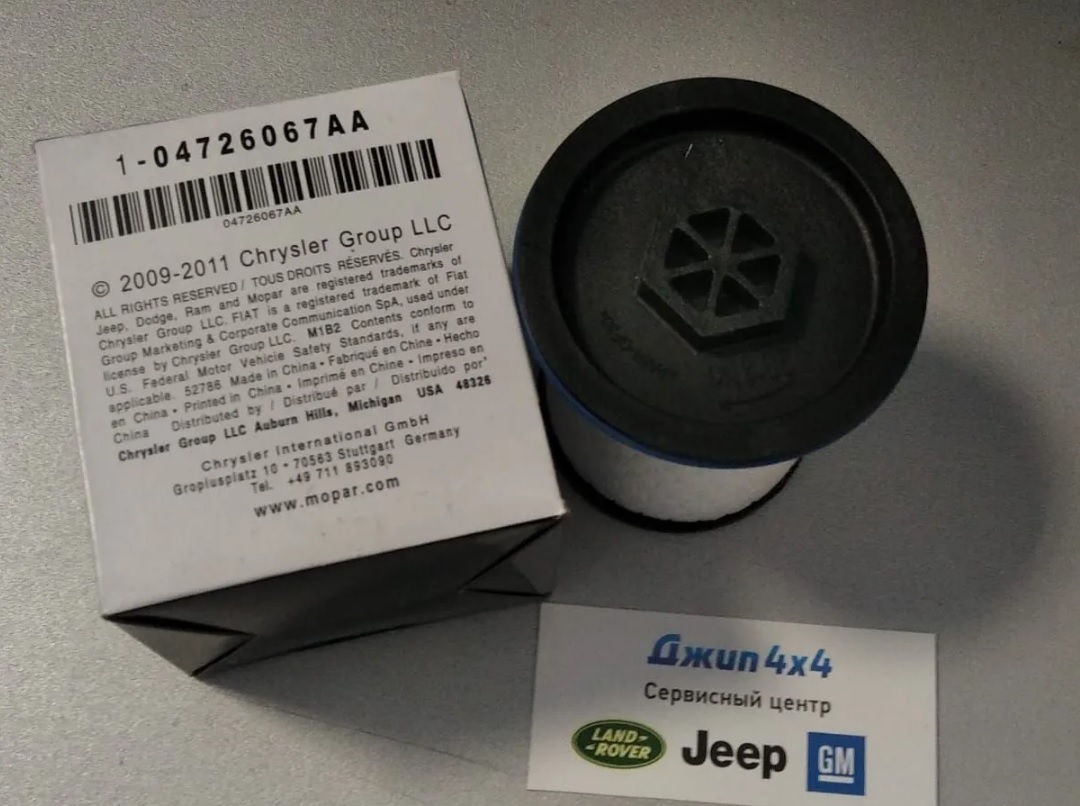 1-04726067AA
04726067AA
© 2009-2011 Chrysler Group LLC
ALL RIGHTS RESERVED / TOUS DROITS RÉSERVÉS. Chrysler
Jeep, Dodge, Ram and Mopar are registered trademarks of
Chrysler Group LLC. FIAT is a registered trademark of Fiat
Group Marketing & Corporate Communication SpA, used under
license by Chrysler Group LLC. M1B2 Contents conform to
U.S. Federal Motor Vehicle Safety Standards, if any are
applicable. 52786 Made in China • Fabriqué en Chine • Hecho
en China • Printed in China • Imprimé en Chine • Impreso en
China Distributed by / Distribué par / Distribuido por
Chrysler Group LLC Auburn Hills, Michigan USA 48326
Chrysler International GmbH
Groplusplatz 10 • 70563 Stuttgart Germany
Tel. +49 711 893090
www.mopar.com
Джип 4x4
Сервисный центр
LAND-
-ROVER
Jeep
GM